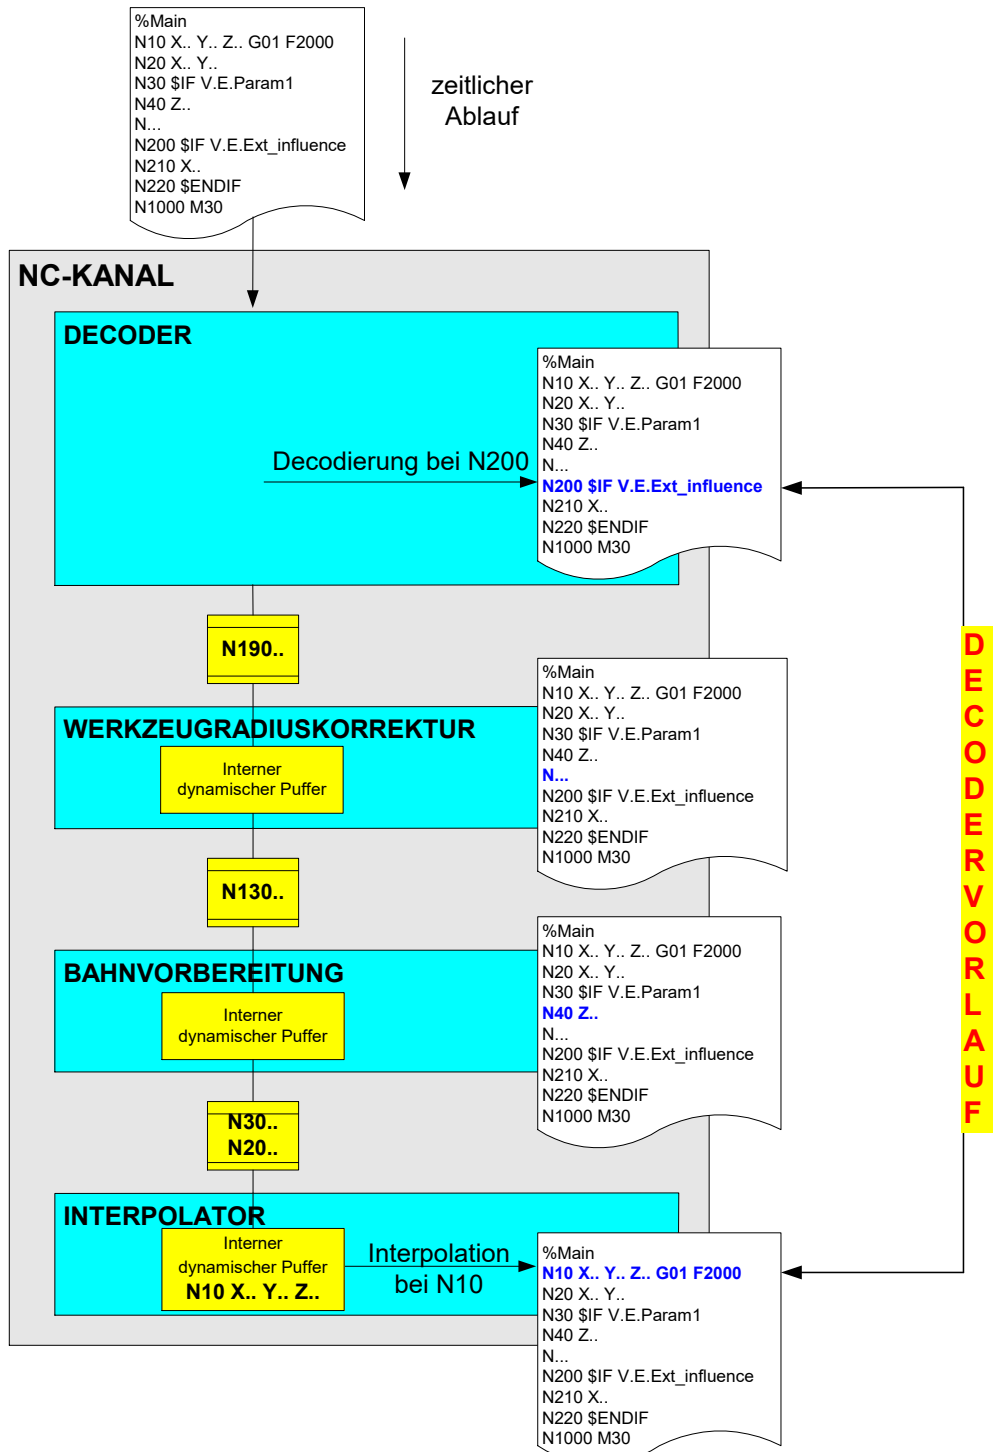 %Main
N10 X.. Y.. Z.. G01 F2000
N20 X.. Y..
N30 $IF V.E.Param1
N40 Z..
N...
N200 $IF V.E.Ext_influence
N210 X..
N220 $ENDIF
N1000 M30
zeitlicher
Ablauf
NC-KANAL
DECODER
Decodierung bei N200
%Main
N10 X.. Y.. Z.. G01 F2000
N20 X.. Y..
N30 $IF V.E.Param1
N40 Z..
N...
N200 $IF V.E.Ext_influence
N210 X..
N220 $ENDIF
N1000 M30
N190..
WERKZEUGRADIUSKORREKTUR
Interner
dynamischer Puffer
%Main
N10 X.. Y.. Z.. G01 F2000
N20 X.. Y..
N30 $IF V.E.Param1
N40 Z..
N...
N200 $IF V.E.Ext_influence
N210 X..
N220 $ENDIF
N1000 M30
N130..
BAHNVORBEREITUNG
Interner
dynamischer Puffer
%Main
N10 X.. Y.. Z.. G01 F2000
N20 X.. Y..
N30 $IF V.E.Param1
N40 Z..
N...
N200 $IF V.E.Ext_influence
N210 X..
N220 $ENDIF
N1000 M30
N30..
N20..
INTERPOLATOR
Interner
dynamischer Puffer
N10 X.. Y.. Z..
Interpolation
bei N10
%Main
N10 X.. Y.. Z.. G01 F2000
N20 X.. Y..
N30 $IF V.E.Param1
N40 Z..
N...
N200 $IF V.E.Ext_influence
N210 X..
N220 $ENDIF
N1000 M30
DECODERVORLAUF